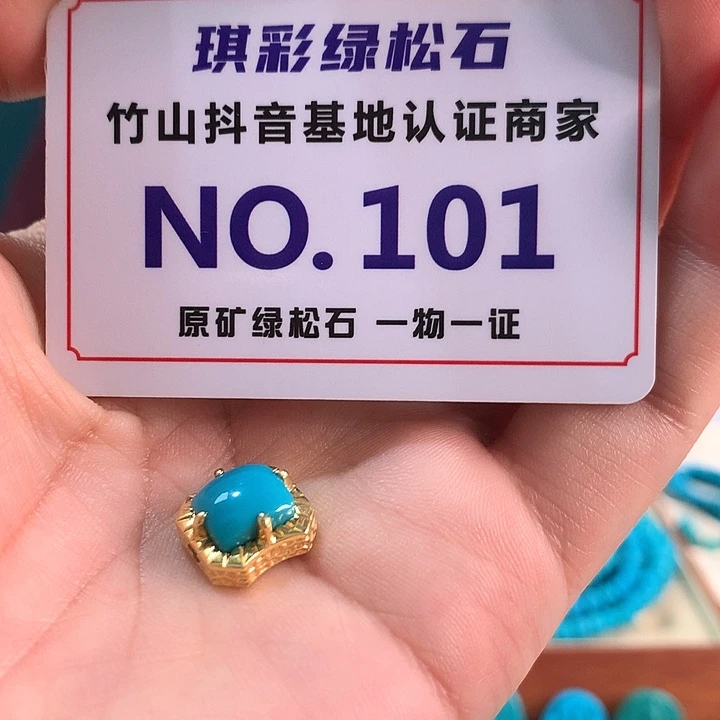 琪彩绿松石
竹山抖音基地认证商家
NO.101
原矿绿松石 一物一证